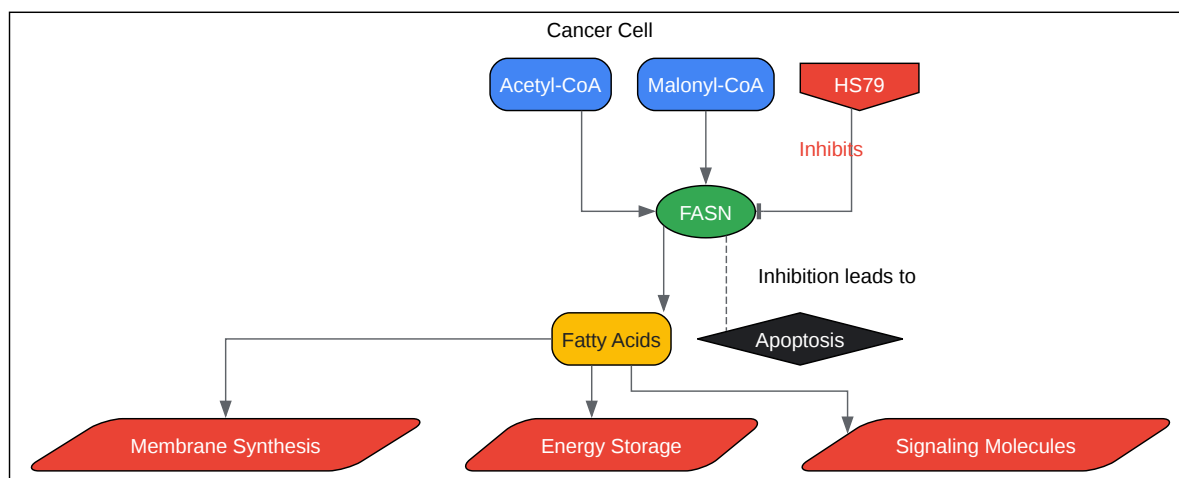 Cancer Cell
Acetyl-CoA
Malonyl-CoA
HS79
Inhibits
FASN
Inhibition leads to
Fatty Acids
Apoptosis
Membrane Synthesis
Energy Storage
Signaling Molecules